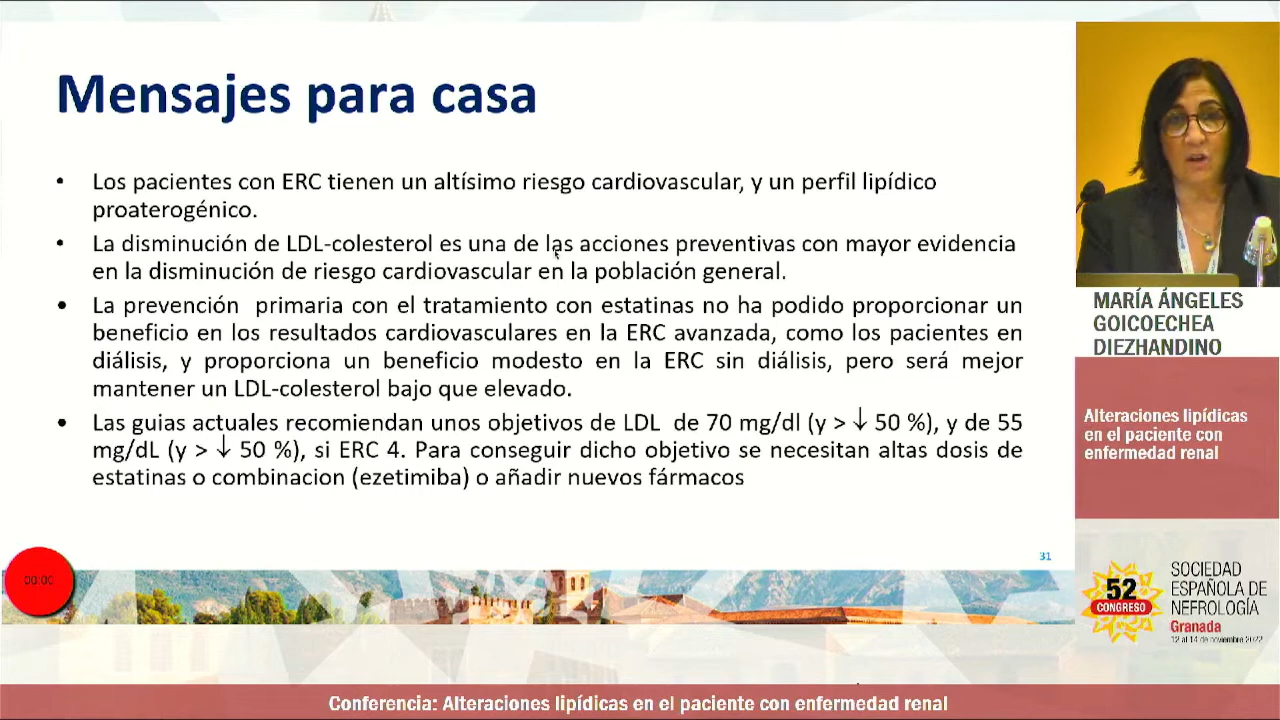 Mensajes para casa
• Los pacientes con ERC tienen un altísimo riesgo cardiovascular, y un perfil lipídico
proaterogénico.
• La disminución de LDL-colesterol es una de las acciones preventivas con mayor evidencia
en la disminución de riesgo cardiovascular en la población general.
• La prevención primaria con el tratamiento con estatinas no ha podido proporcionar un
beneficio en los resultados cardiovasculares en la ERC avanzada, como los pacientes en
diálisis, y proporciona un beneficio modesto en la ERC sin diálisis, pero será mejor
mantener un LDL-colesterol bajo que elevado.
• Las guias actuales recomiendan unos objetivos de LDL de 70 mg/dl (y > ↓ 50 %), y de 55
mg/dL (y > ↓ 50 %), si ERC 4. Para conseguir dicho objetivo se necesitan altas dosis de
estatinas o combinacion (ezetimiba) o añadir nuevos fármacos
31
00:00
MARÍA ÁNGELES
GOICOECHEA
DIEZHANDINO
Alteraciones lipídicas
en el paciente con
enfermedad renal
52
CONGRESO
SOCIEDAD
ESPAÑOLA DE
NEFROLOGÍA
Granada
12 al 14 de noviembre 2022
Conferencia: Alteraciones lipídicas en el paciente con enfermedad renal